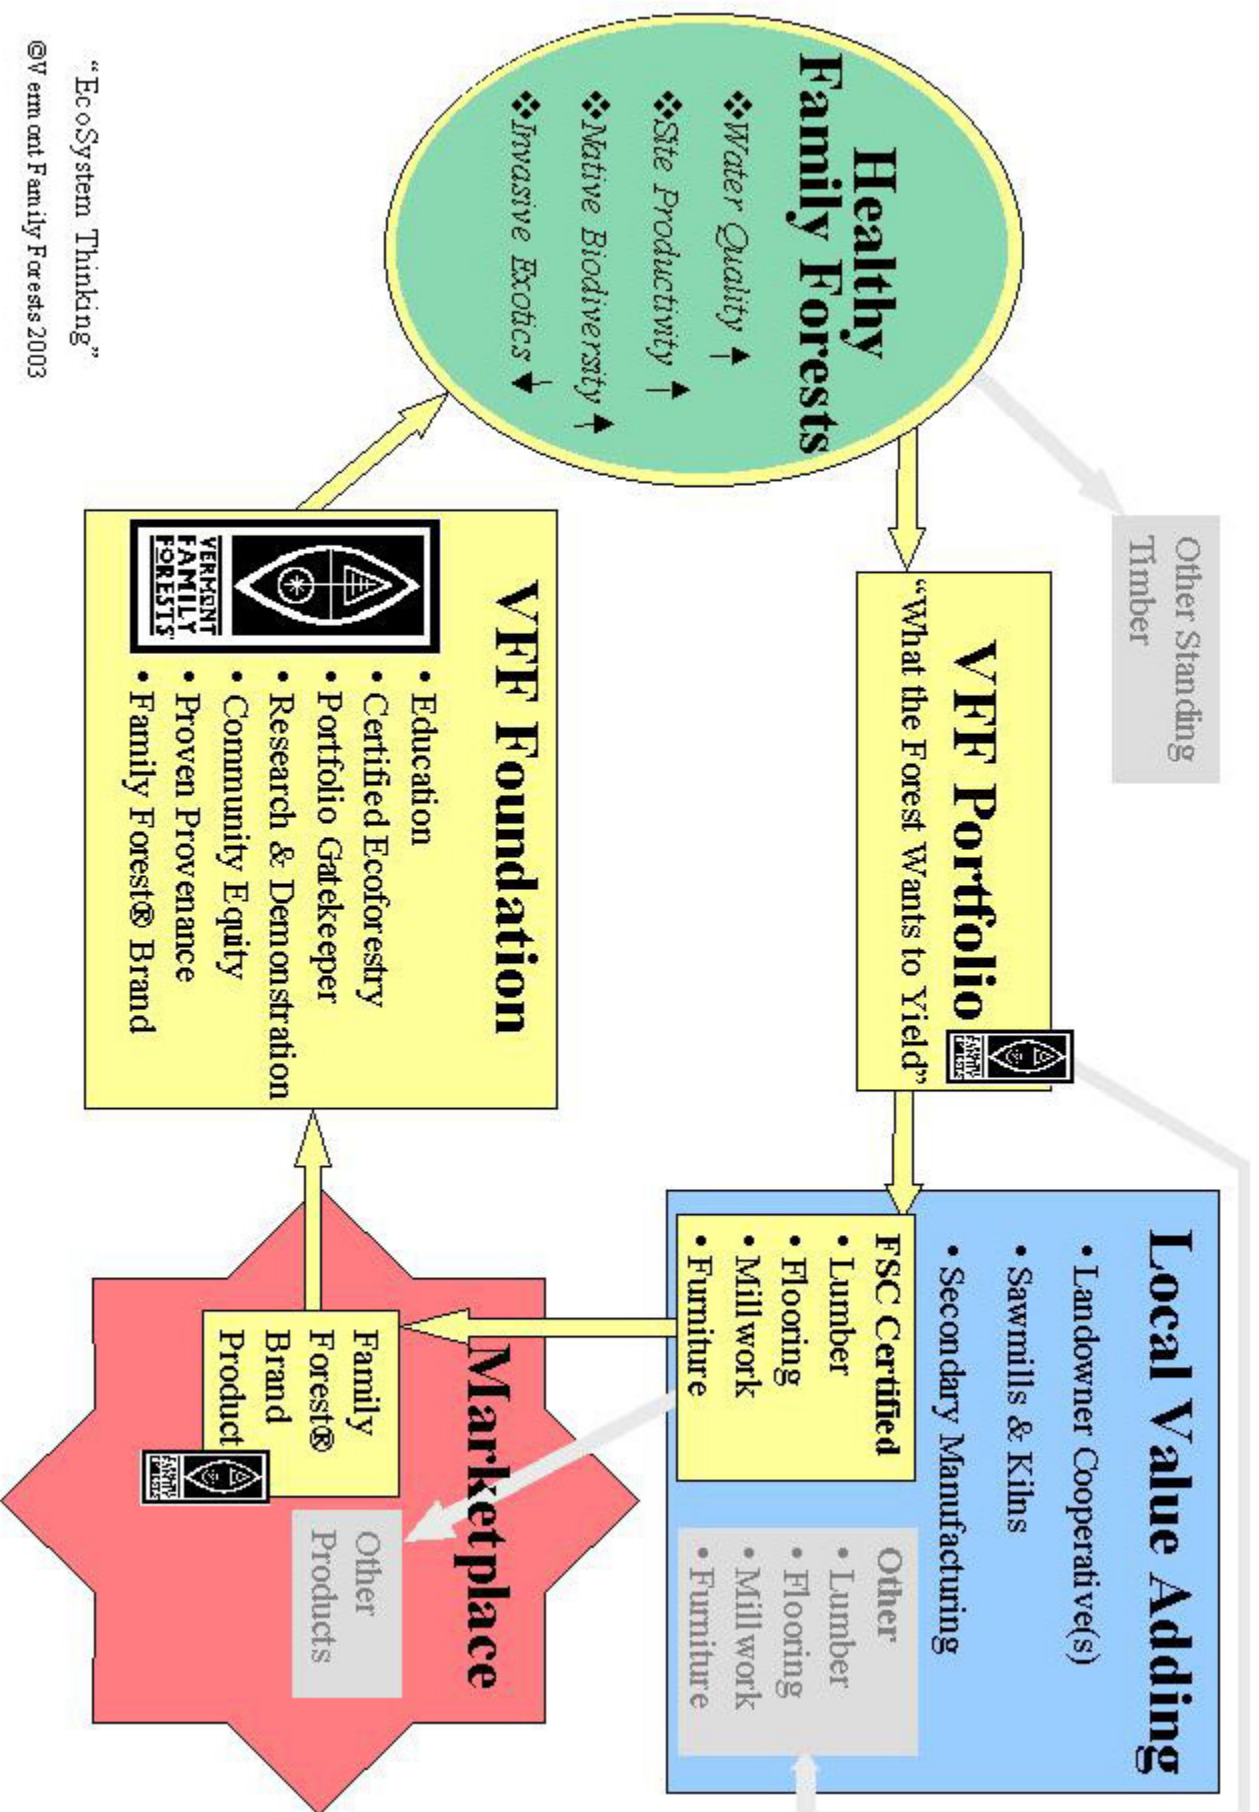 Healthy
Family Forests
❖Water Quality ↑
❖Site Productivity ↑
❖Native Biodiversity ↑
❖Invasive Exotics ↓
Other Standing
Timber
VFF Portfolio
“What the Forest Wants to Yield”
VERMONT
FAMILY
FORESTS
Local Value Adding
• Landowner Cooperative(s)
• Sawmills & Kilns
• Secondary Manufacturing
FSC Certified
• Lumber
• Flooring
• Millwork
• Furniture
Other
• Lumber
• Flooring
• Millwork
• Furniture
Marketplace
Family
Forest®
Brand
Product
Other
Products
VFF Foundation
• Education
• Certified Ecoforestry
• Portfolio Gatekeeper
• Research & Demonstration
• Community Equity
• Proven Provenance
• Family Forest® Brand
“EcoSystem Thinking”
©Vermont Family Forests 2003